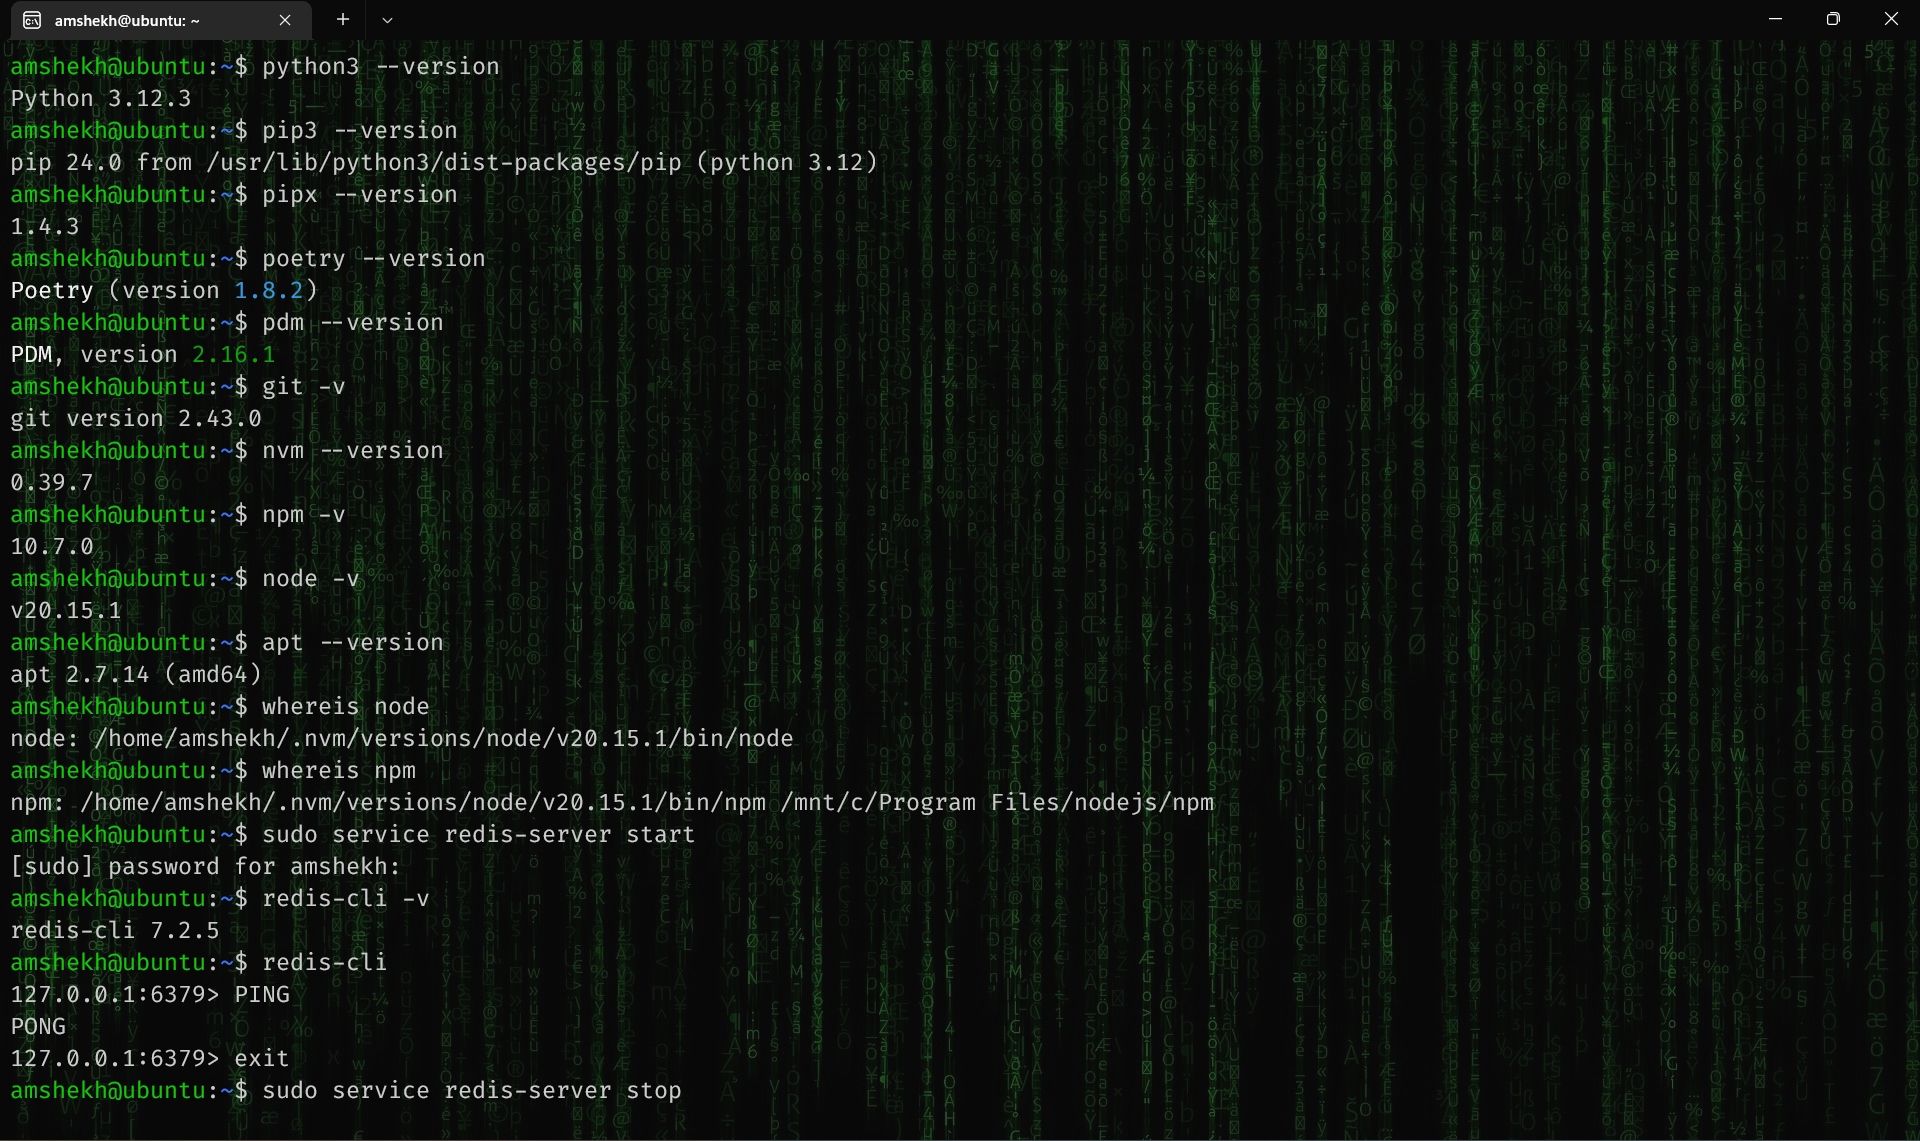 amshekh@ubuntu: ~
amshekh@ubuntu:~$ python3 --version
Python 3.12.3
amshekh@ubuntu:~$ pip3 --version
pip 24.0 from /usr/lib/python3/dist-packages/pip (python 3.12)
amshekh@ubuntu:~$ pipx --version
1.4.3
amshekh@ubuntu:~$ poetry --version
Poetry (version 1.8.2)
amshekh@ubuntu:~$ pdm --version
PDM, version 2.16.1
amshekh@ubuntu:~$ git -v
git version 2.43.0
amshekh@ubuntu:~$ nvm --version
0.39.7
amshekh@ubuntu:~$ npm -v
10.7.0
amshekh@ubuntu:~$ node -v
v20.15.1
amshekh@ubuntu:~$ apt --version
apt 2.7.14 (amd64)
amshekh@ubuntu:~$ whereis node
node: /home/amshekh/.nvm/versions/node/v20.15.1/bin/node
amshekh@ubuntu:~$ whereis npm
npm: /home/amshekh/.nvm/versions/node/v20.15.1/bin/npm /mnt/c/Program Files/nodejs/npm
amshekh@ubuntu:~$ sudo service redis-server start
[sudo] password for amshekh:
amshekh@ubuntu:~$ redis-cli -v
redis-cli 7.2.5
amshekh@ubuntu:~$ redis-cli
127.0.0.1:6379> PING
PONG
127.0.0.1:6379> exit
amshekh@ubuntu:~$ sudo service redis-server stop